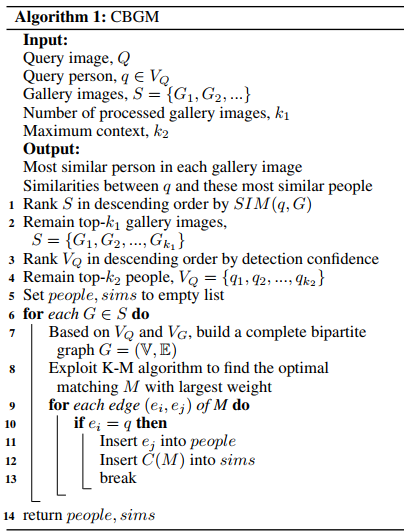 Algorithm 1: CBGM
Input:
Query image, Q
Query person, q ∈ V_Q
Gallery images, S = {G_1, G_2, ...}
Number of processed gallery images, k_1
Maximum context, k_2
Output:
Most similar person in each gallery image
Similarities between q and these most similar people
1 Rank S in descending order by SIM(q, G)
2 Remain top-k_1 gallery images,
S = {G_1, G_2, ..., G_{k_1}}
3 Rank V_Q in descending order by detection confidence
4 Remain top-k_2 people, V_Q = {q_1, q_2, ..., q_{k_2}}
5 Set people, sims to empty list
6 for each G ∈ S do
7 Based on V_Q and V_G, build a complete bipartite
graph G = (𝕍, 𝔼)
8 Exploit K-M algorithm to find the optimal
matching M with largest weight
9 for each edge (e_i, e_j) of M do
10 if e_i = q then
11 Insert e_j into people
12 Insert C(M) into sims
13 break
14 return people, sims